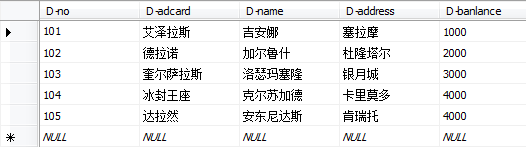 D-no D-adcard D-name D-address D-banlance
101 艾泽拉斯 吉安娜 塞拉摩 1000
102 德拉诺 加尔鲁什 杜隆塔尔 2000
103 奎尔萨拉斯 洛瑟玛塞隆 银月城 3000
104 冰封王座 克尔苏加德 卡里莫多 4000
105 达拉然 安东尼达斯 肯瑞托 4000
NULL NULL NULL NULL NULL